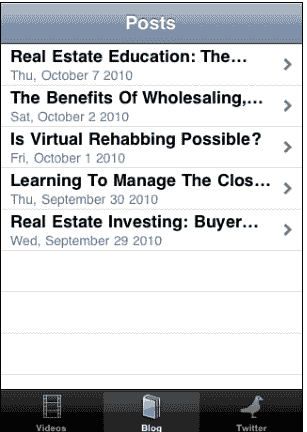 Posts
Real Estate Education: The...
Thu, October 7 2010
The Benefits Of Wholesaling,...
Sat, October 2 2010
Is Virtual Rehabbing Possible?
Fri, October 1 2010
Learning To Manage The Clos...
Thu, September 30 2010
Real Estate Investing: Buyer...
Wed, September 29 2010
Videos
Blog
Twitter